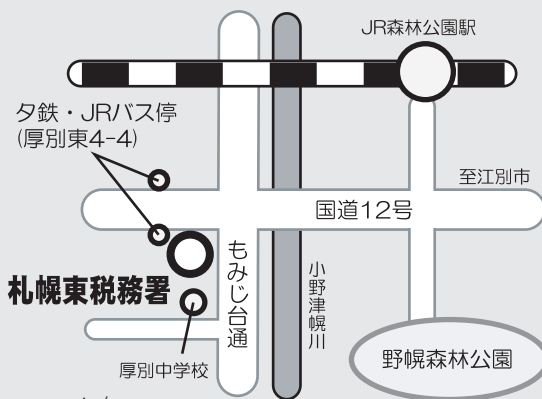 JR森林公園駅
夕鉄・JRバス停
(厚別東4-4)
至江別市
国道12号
もみじ台通
小野津幌川
札幌東税務署
厚別中学校
野幌森林公園